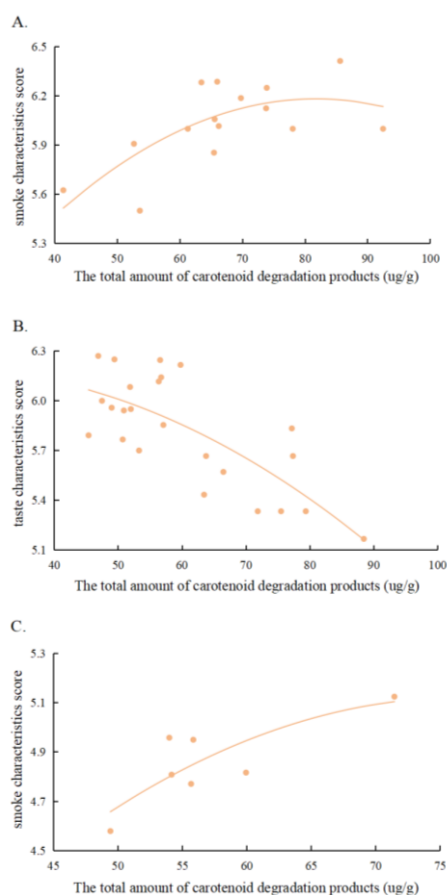 A.
6.5
6.2
5.9
5.6
5.3
smoke characteristics score
40 50 60 70 80 90 100
The total amount of carotenoid degradation products (ug/g)
B.
6.3
6.0
5.7
5.4
5.1
taste characteristics score
40 50 60 70 80 90 100
The total amount of carotenoid degradation products (ug/g)
C.
5.3
5.1
4.9
4.7
4.5
smoke characteristics score
45 50 55 60 65 70 75
The total amount of carotenoid degradation products (ug/g)